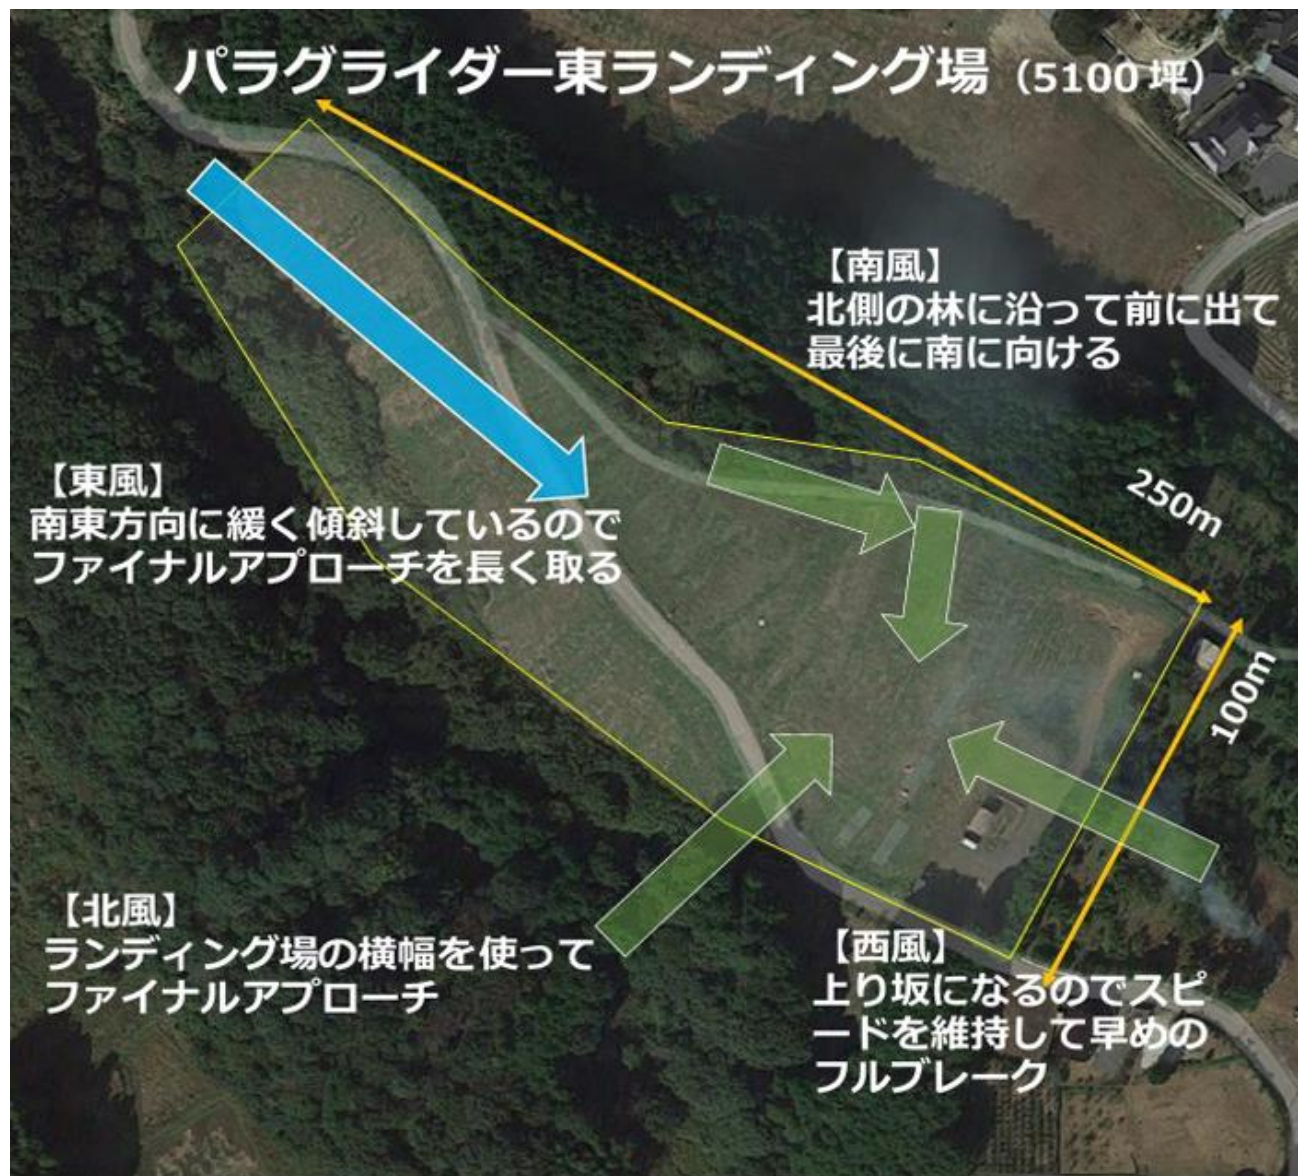 パラグライダー東ランディング場（5100 坪）
【南風】
北側の林に沿って前に出て
最後に南に向ける
250m
【東風】
南東方向に緩く傾斜しているので
ファイナルアプローチを長く取る
100m
【北風】
ランディング場の横幅を使って
ファイナルアプローチ
【西風】
上り坂になるのでスピ
ードを維持して早めの
フルブレーク